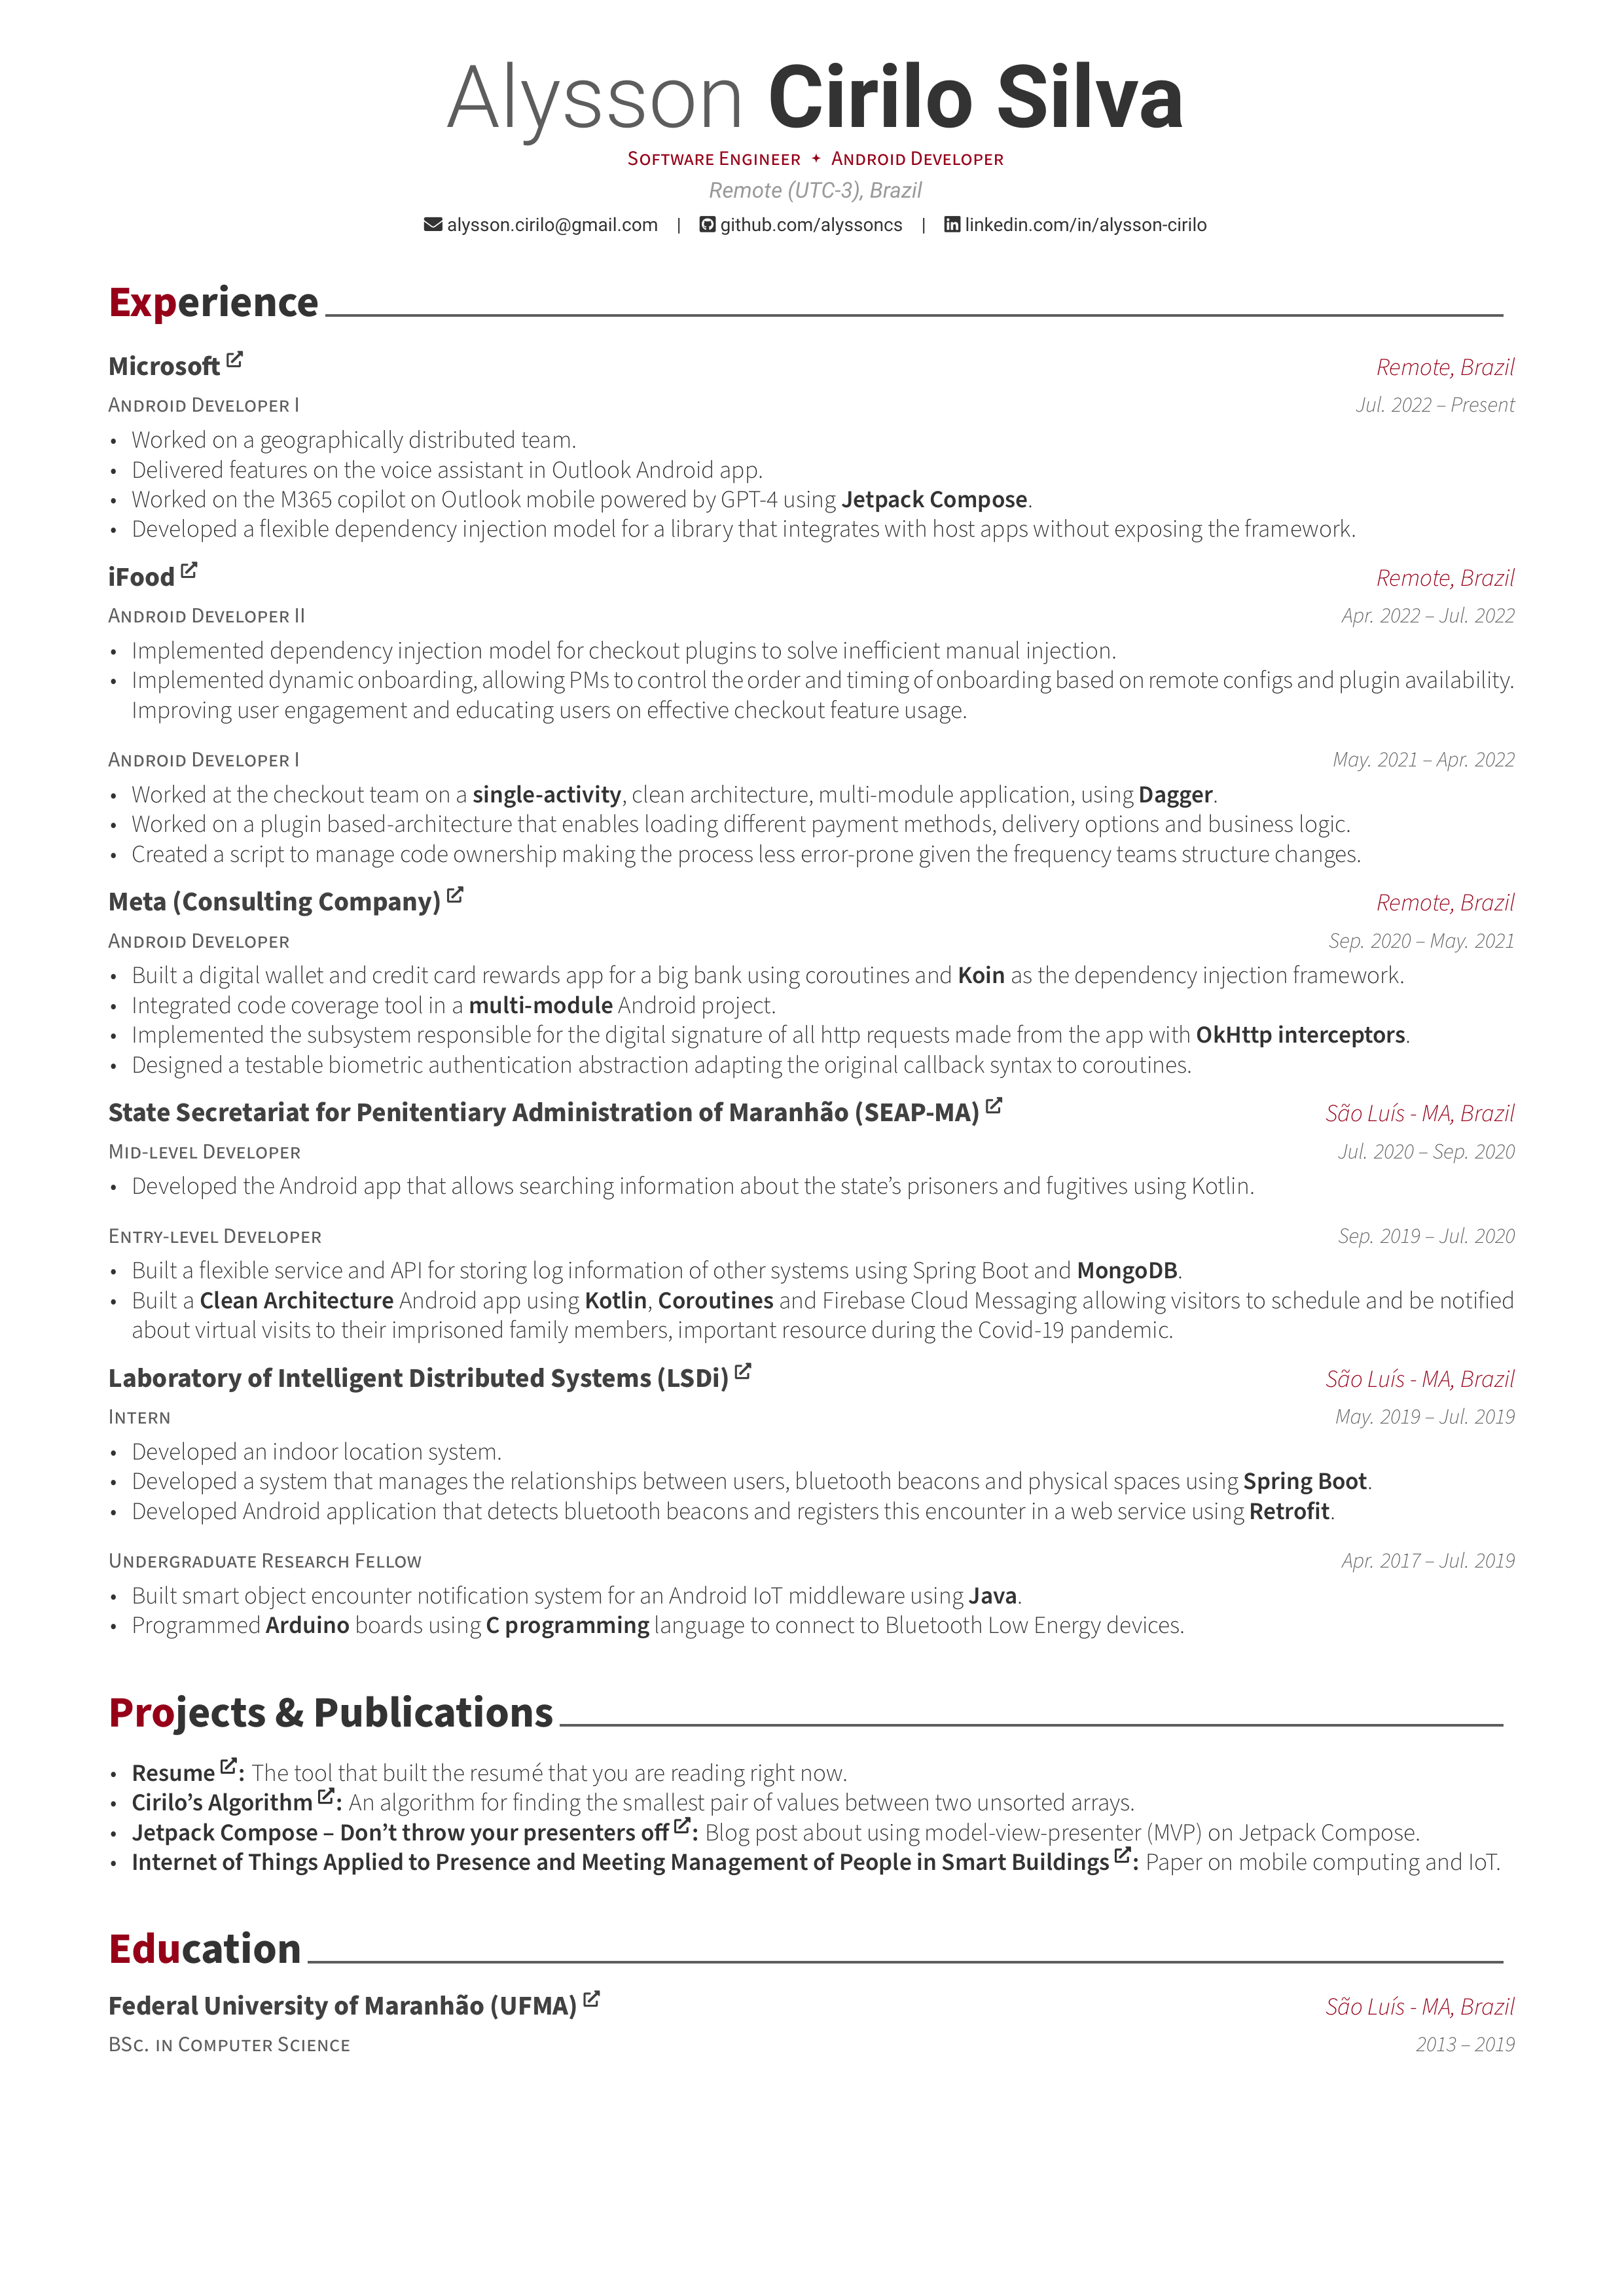 Alysson Cirilo Silva
Software Engineer ✦ Android Developer
Remote (UTC-3), Brazil
alysson.cirilo@gmail.com | github.com/alyssoncs | linkedin.com/in/alysson-cirilo
Experience
Microsoft Remote, Brazil
Android Developer I Jul. 2022 – Present
• Worked on a geographically distributed team.
• Delivered features on the voice assistant in Outlook Android app.
• Worked on the M365 copilot on Outlook mobile powered by GPT-4 using Jetpack Compose.
• Developed a flexible dependency injection model for a library that integrates with host apps without exposing the framework.
iFood Remote, Brazil
Android Developer II Apr. 2022 – Jul. 2022
• Implemented dependency injection model for checkout plugins to solve inefficient manual injection.
• Implemented dynamic onboarding, allowing PMs to control the order and timing of onboarding based on remote configs and plugin availability.
Improving user engagement and educating users on effective checkout feature usage.
Android Developer I May. 2021 – Apr. 2022
• Worked at the checkout team on a single-activity, clean architecture, multi-module application, using Dagger.
• Worked on a plugin based-architecture that enables loading different payment methods, delivery options and business logic.
• Created a script to manage code ownership making the process less error-prone given the frequency teams structure changes.
Meta (Consulting Company) Remote, Brazil
Android Developer Sep. 2020 – May. 2021
• Built a digital wallet and credit card rewards app for a big bank using coroutines and Koin as the dependency injection framework.
• Integrated code coverage tool in a multi-module Android project.
• Implemented the subsystem responsible for the digital signature of all http requests made from the app with OkHttp interceptors.
• Designed a testable biometric authentication abstraction adapting the original callback syntax to coroutines.
State Secretariat for Penitentiary Administration of Maranhão (SEAP-MA) São Luís - MA, Brazil
Mid-level Developer Jul. 2020 – Sep. 2020
• Developed the Android app that allows searching information about the state’s prisoners and fugitives using Kotlin.
Entry-level Developer Sep. 2019 – Jul. 2020
• Built a flexible service and API for storing log information of other systems using Spring Boot and MongoDB.
• Built a Clean Architecture Android app using Kotlin, Coroutines and Firebase Cloud Messaging allowing visitors to schedule and be notified
about virtual visits to their imprisoned family members, important resource during the Covid-19 pandemic.
Laboratory of Intelligent Distributed Systems (LSDi) São Luís - MA, Brazil
Intern May. 2019 – Jul. 2019
• Developed an indoor location system.
• Developed a system that manages the relationships between users, bluetooth beacons and physical spaces using Spring Boot.
• Developed Android application that detects bluetooth beacons and registers this encounter in a web service using Retrofit.
Undergraduate Research Fellow Apr. 2017 – Jul. 2019
• Built smart object encounter notification system for an Android IoT middleware using Java.
• Programmed Arduino boards using C programming language to connect to Bluetooth Low Energy devices.
Projects & Publications
• Resume : The tool that built the resumé that you are reading right now.
• Cirilo’s Algorithm : An algorithm for finding the smallest pair of values between two unsorted arrays.
• Jetpack Compose – Don’t throw your presenters off : Blog post about using model-view-presenter (MVP) on Jetpack Compose.
• Internet of Things Applied to Presence and Meeting Management of People in Smart Buildings : Paper on mobile computing and IoT.
Education
Federal University of Maranhão (UFMA) São Luís - MA, Brazil
BSc. in Computer Science 2013 – 2019